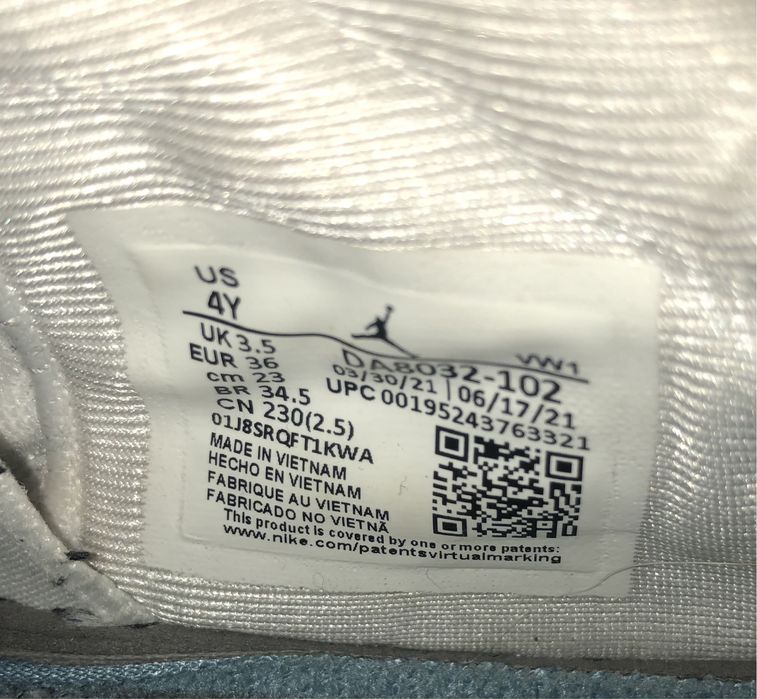 US
4Y
UK 3.5
EUR 36
cm 23
BR 34.5
CN 230(2.5)
01J8SRQFT1KWA
MADE IN VIETNAM
HECHO EN VIETNAM
FABRIQUE AU VIETNAM
FABRICADO NO VIETNÃ
VW1
DA8032-102
03/30/21 | 06/17/21
UPC 00195243763321
This product is covered by one or more patents:
www.nike.com/patentsvirtualmarking